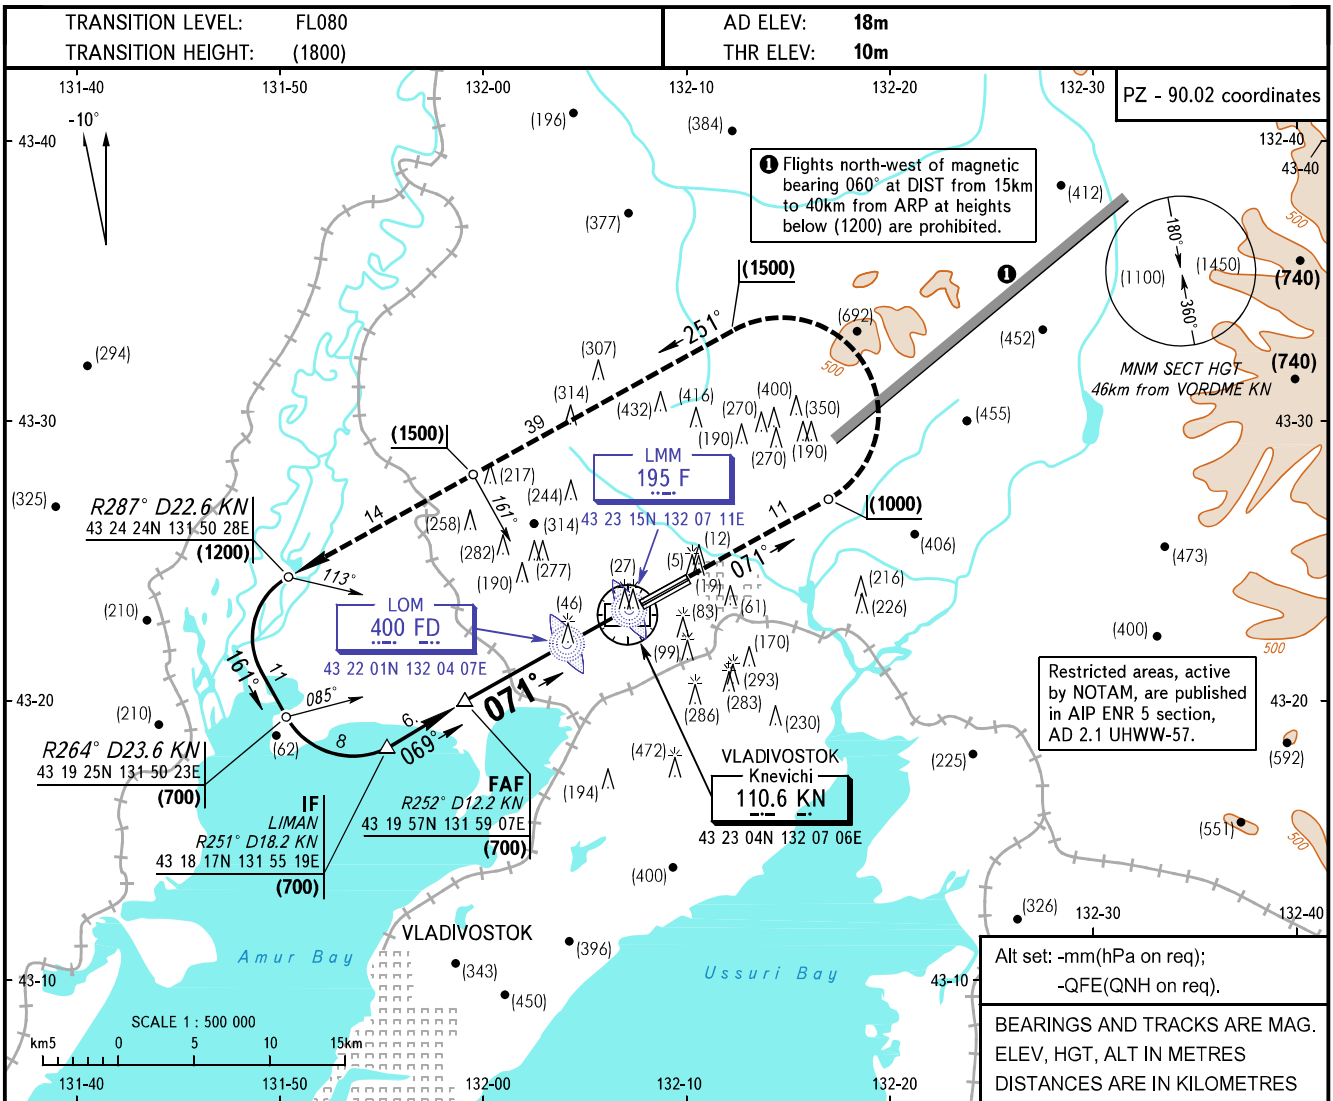 TRANSITION LEVEL: FL080
TRANSITION HEIGHT: (1800)
AD ELEV: 18m
THR ELEV: 10m
131-40
131-50
132-00
132-10
132-20
132-30
PZ - 90.02 coordinates
-10°
43-40
(196)
(384)
132-40
43-40
❶ Flights north-west of magnetic
bearing 060° at DIST from 15km
to 40km from ARP at heights
below (1200) are prohibited.
(412)
500
(377)
180°
(1100)
(1450)
360°
(740)
❶
(1500)
251°
(692)
500
(452)
MNM SECT HGT
46km from VORDME KN
(740)
(294)
(307)
(314)
(432)
(416)
(400)
(270)
(350)
(190)
(270)
(190)
(455)
43-30
43-30
39
(1500)
LMM
195 F
43 23 15N 132 07 11E
(217)
(244)
161°
(325)
R287° D22.6 KN
43 24 24N 131 50 28E
(1200)
14
(258)
(282)
(314)
(277)
(190)
11
(1000)
(406)
(473)
113°
(12)
(5)
071°
(27)
(19)
(216)
(226)
(61)
(210)
LOM
400 FD
43 22 01N 132 04 07E
(46)
(83)
(99)
(170)
(293)
(283)
(286)
(230)
(400)
500
161°
11
085°
071°
Restricted areas, active
by NOTAM, are published
in AIP ENR 5 section,
AD 2.1 UHWW-57.
43-20
43-20
(210)
(62)
8
6.
069°
R264° D23.6 KN
43 19 25N 131 50 23E
(700)
(472)
(194)
VLADIVOSTOK
Knevichi
110.6 KN
43 23 04N 132 07 06E
(225)
(592)
FAF
R252° D12.2 KN
43 19 57N 131 59 07E
(700)
IF
LIMAN
R251° D18.2 KN
43 18 17N 131 55 19E
(700)
(551)
500
(400)
(326)
132-30
132-40
VLADIVOSTOK
(396)
Amur Bay
(343)
Ussuri Bay
(450)
43-10
43-10
Alt set: -mm(hPa on req);
-QFE(QNH on req).
SCALE 1 : 500 000
km5 0 5 10 15km
BEARINGS AND TRACKS ARE MAG.
ELEV, HGT, ALT IN METRES
DISTANCES ARE IN KILOMETRES
131-40
131-50
132-00
132-10
132-20